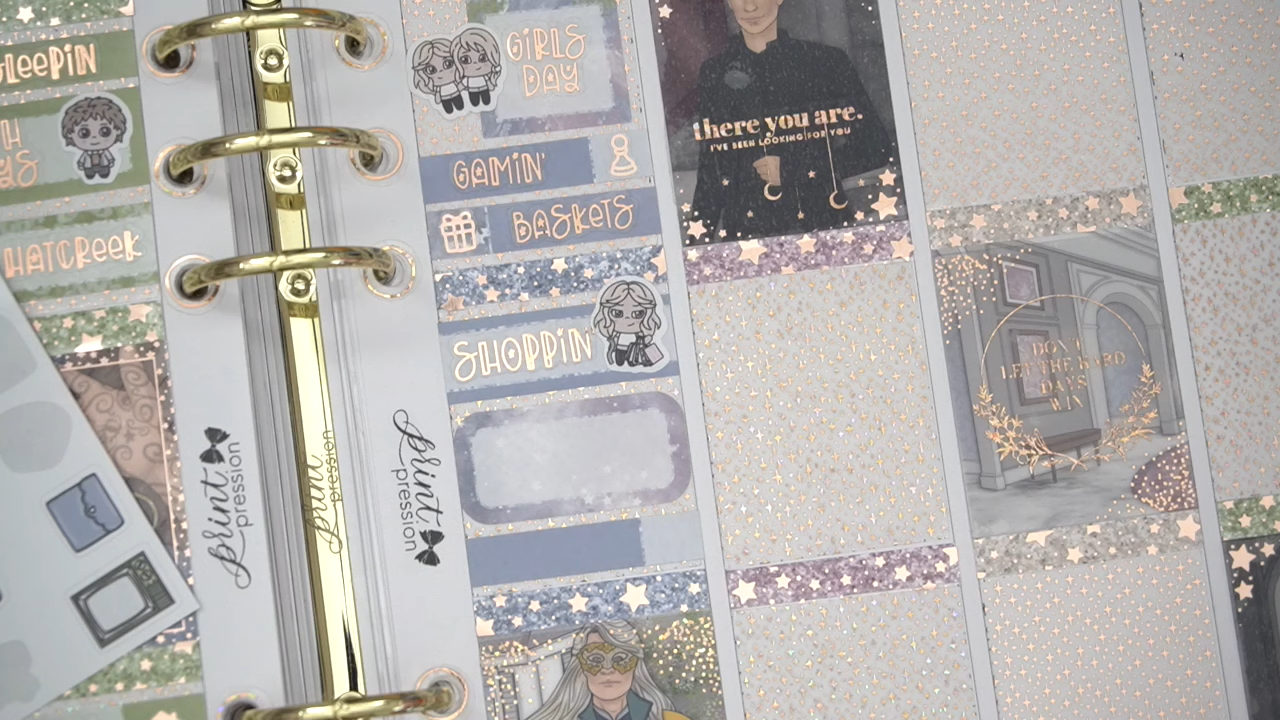 SLEEPIN
H
HATCREEK
print
pression
print
pression
print
pression
GIRLS
DAY
GAMIN'
BASKETS
SHOPPIN'
there you are.
I'VE BEEN LOOKING FOR YOU
DON'T
LET THE HARD
DAYS
WIN